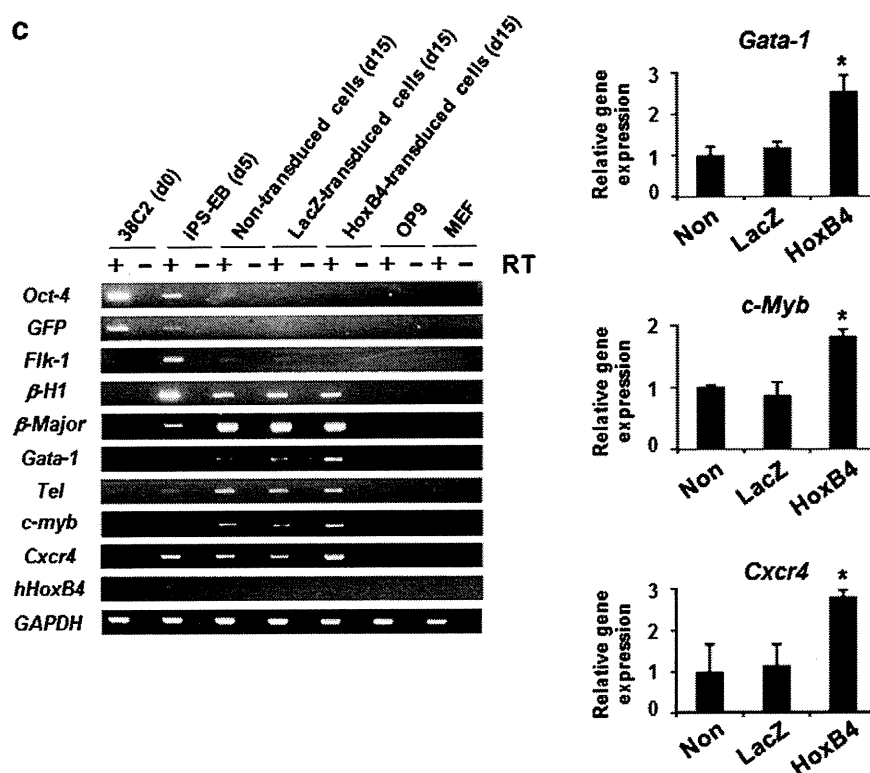 c
38C2 (d0)
iPS-EB (d5)
Non-transduced cells (d15)
LacZ-transduced cells (d15)
HoxB4-transduced cells (d15)
OP9
MEF
+ − + − + − + − + − + − + − RT
Oct-4
GFP
Flk-1
β-H1
β-Major
Gata-1
Tel
c-myb
Cxcr4
hHoxB4
GAPDH
Gata-1
Relative gene
expression
3
2
1
0
*
Non
LacZ
HoxB4
c-Myb
Relative gene
expression
2
1
0
*
Non
LacZ
HoxB4
Cxcr4
Relative gene
expression
3
2
1
0
*
Non
LacZ
HoxB4